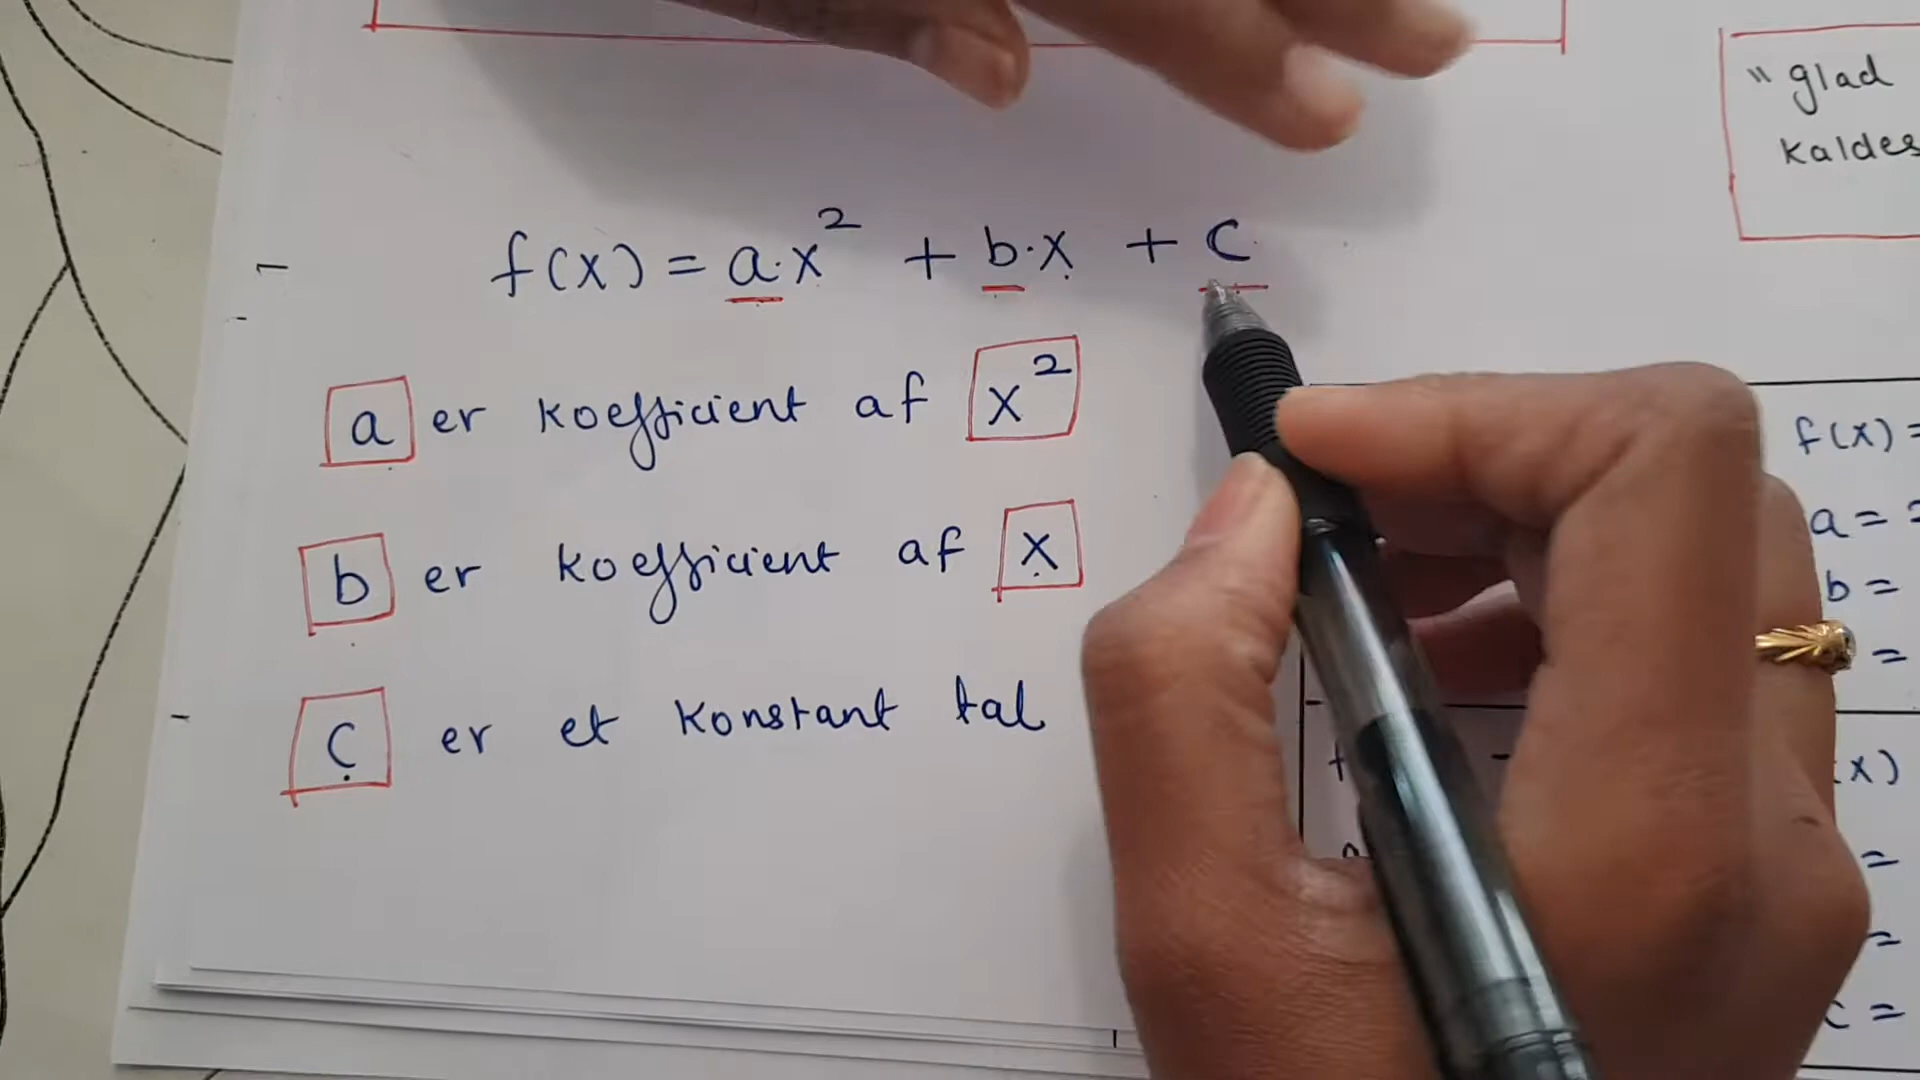 f(x) = a·x² + b·x + c
a er koefficient af x²
b er koefficient af x
c er et konstant tal
"glad
kaldes
f(x) =
a =
b =
=
(x)
=
=
c =